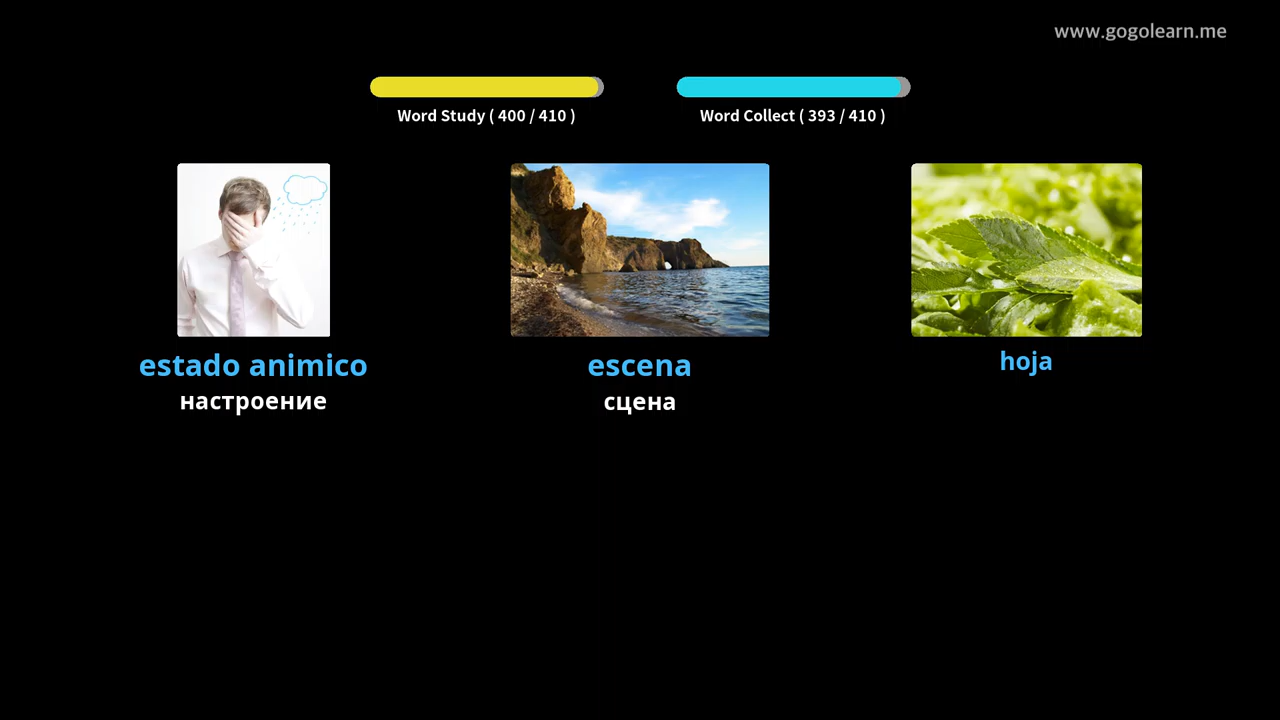 www.gogolearn.me
Word Study ( 400 / 410 )
Word Collect ( 393 / 410 )
estado animico
escena
hoja
настроение
сцена